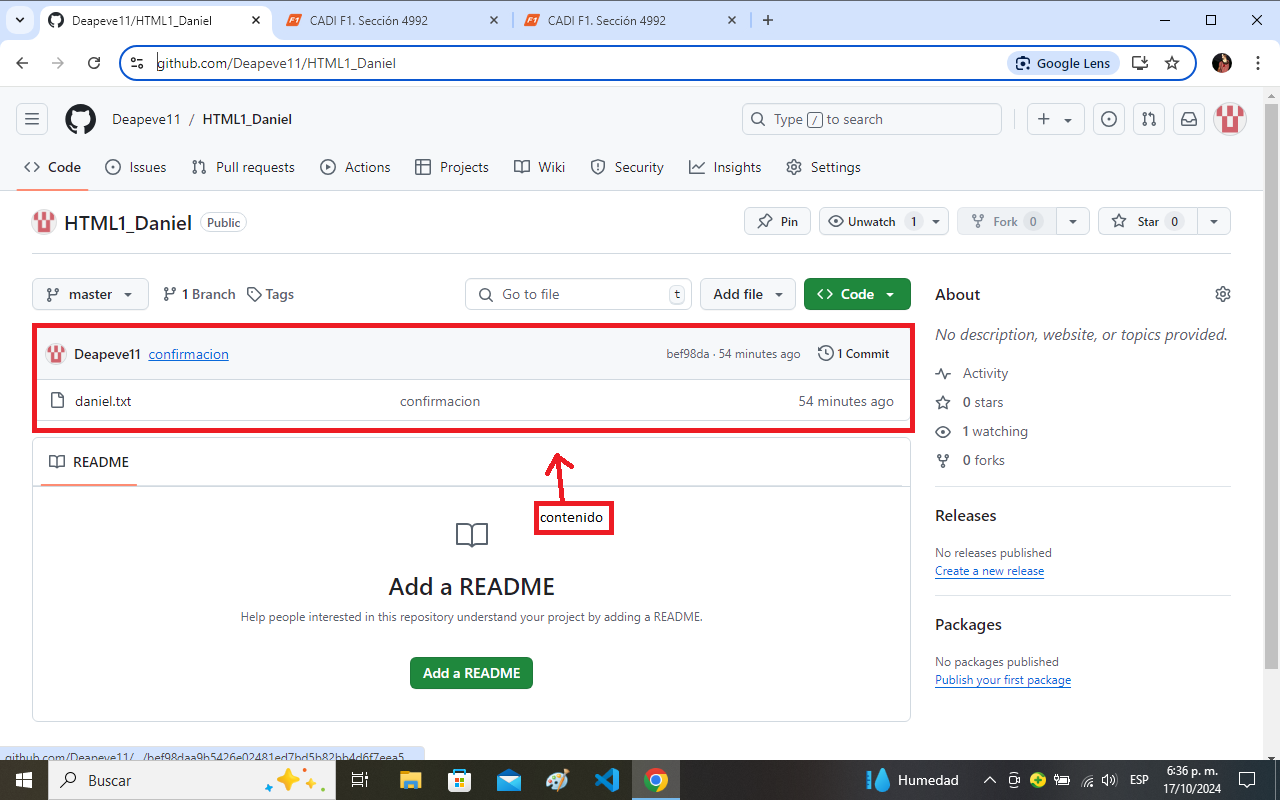 Deapeve11/HTML1_Daniel
CADI F1. Sección 4992
CADI F1. Sección 4992
github.com/Deapeve11/HTML1_Daniel
Google Lens
Deapeve11 / HTML1_Daniel
Type / to search
Code
Issues
Pull requests
Actions
Projects
Wiki
Security
Insights
Settings
HTML1_Daniel
Public
Pin
Unwatch 1
Fork 0
Star 0
master
1 Branch
Tags
Go to file
t
Add file
Code
About
No description, website, or topics provided.
Deapeve11 confirmacion
bef98da · 54 minutes ago
1 Commit
daniel.txt
confirmacion
54 minutes ago
Activity
0 stars
1 watching
0 forks
README
contenido
Add a README
Help people interested in this repository understand your project by adding a README.
Add a README
Releases
No releases published
Create a new release
Packages
No packages published
Publish your first package
Buscar
Humedad
ESP
6:36 p. m.
17/10/2024